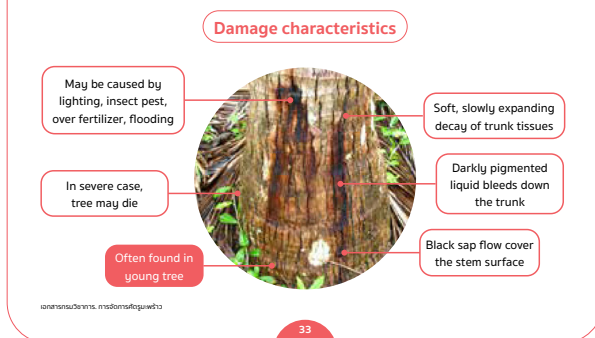 Damage characteristics
May be caused by
lighting, insect pest,
over fertilizer, flooding
In severe case,
tree may die
Often found in
young tree
Soft, slowly expanding
decay of trunk tissues
Darkly pigmented
liquid bleeds down
the trunk
Black sap flow cover
the stem surface
เอกสารกรมวิชาการ. การจัดการศัตรูมะพร้าว
33